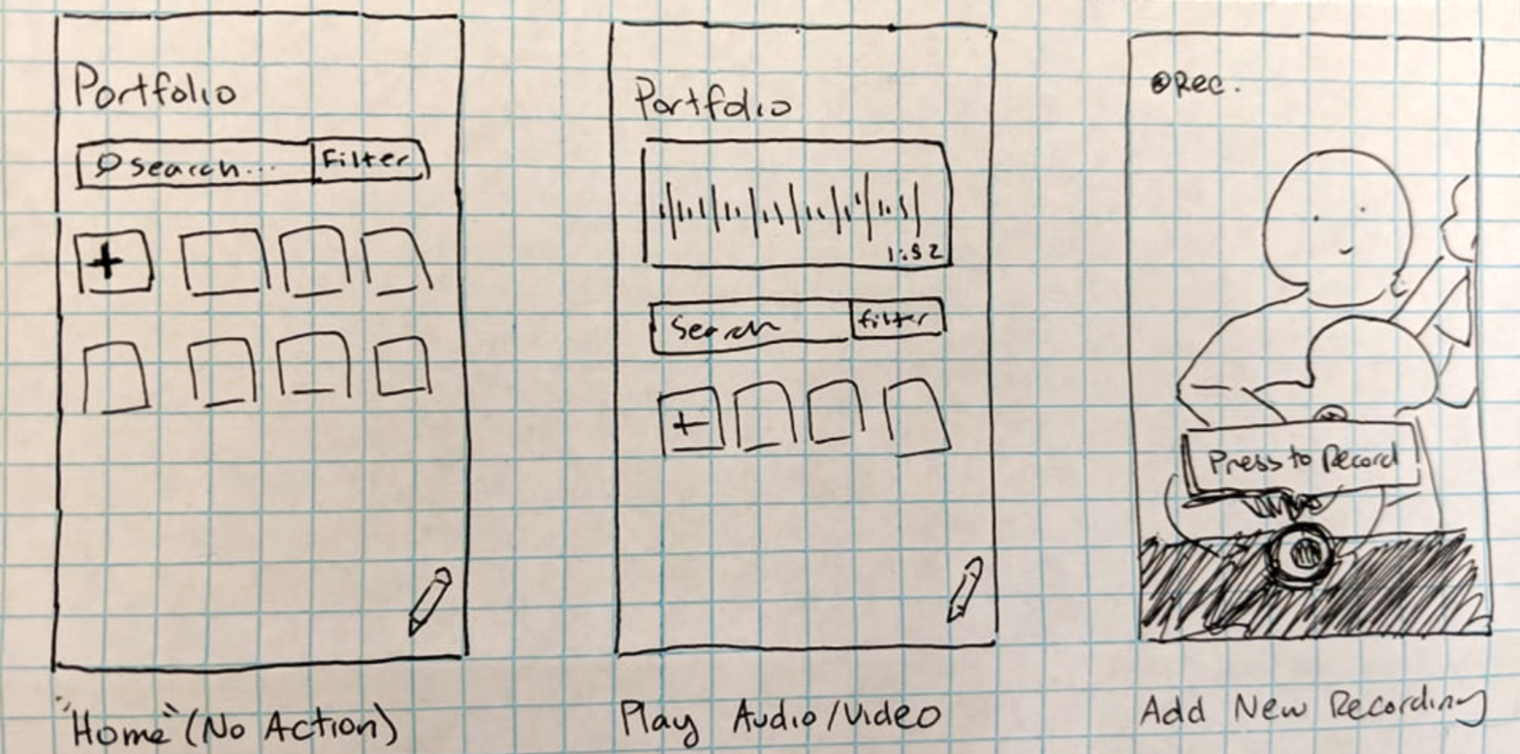 Portfolio
Search... Filter
+
"Home" (No Action)
Portfolio
1:52
Search filter
+
Play Audio/Video
Rec.
Press to Record
Add New Recording